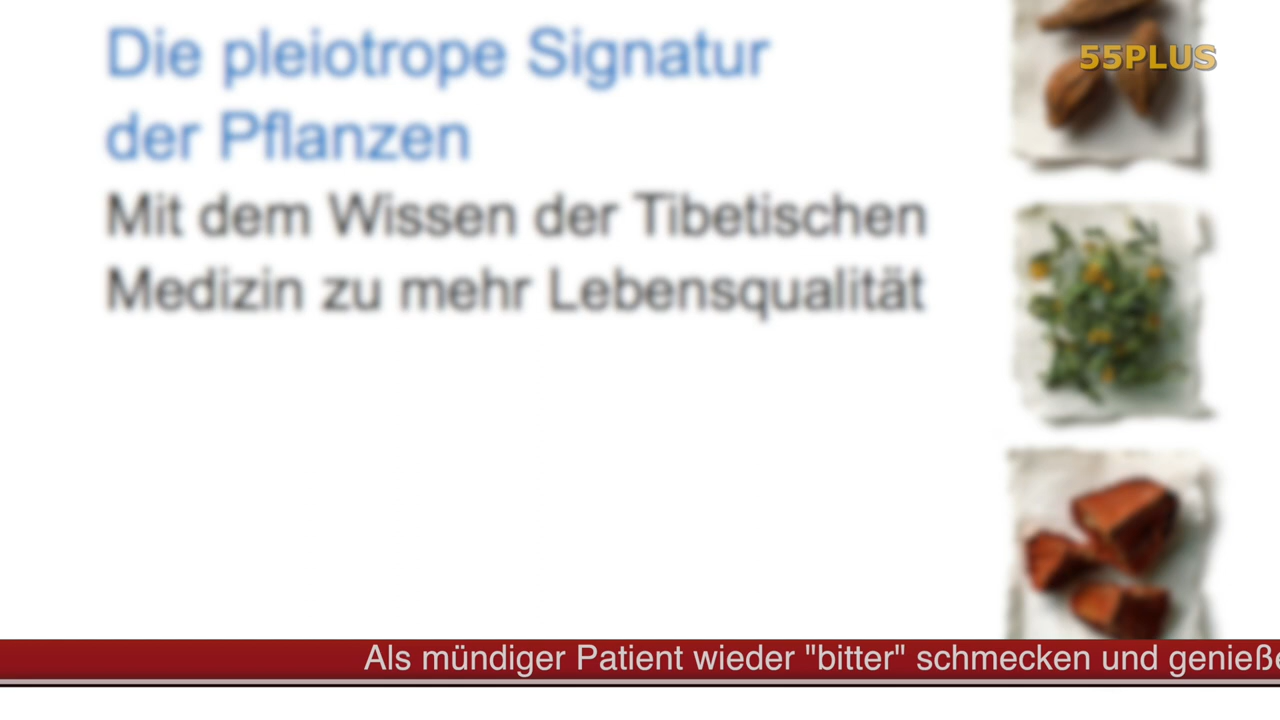 Die pleiotrope Signatur
55PLUS
der Pflanzen
Mit dem Wissen der Tibetischen
Medizin zu mehr Lebensqualität
Als mündiger Patient wieder "bitter" schmecken und genieße